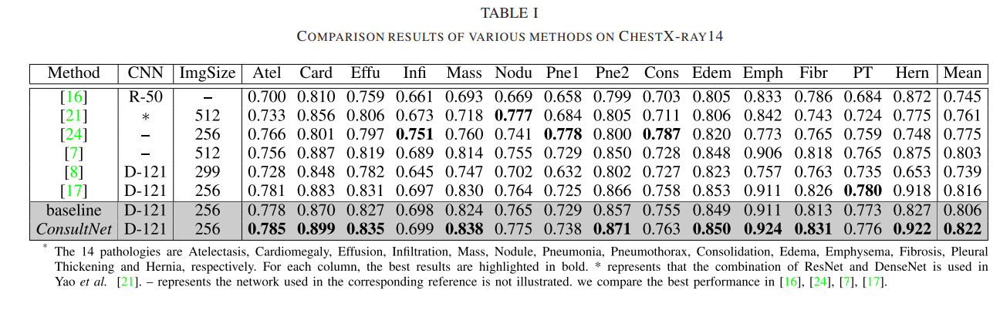 TABLE I
COMPARISON RESULTS OF VARIOUS METHODS ON CHESTX-RAY14
Method CNN ImgSize Atel Card Effu Infi Mass Nodu Pne1 Pne2 Cons Edem Emph Fibr PT Hern Mean
[16] R-50 – 0.700 0.810 0.759 0.661 0.693 0.669 0.658 0.799 0.703 0.805 0.833 0.786 0.684 0.872 0.745
[21] * 512 0.733 0.856 0.806 0.673 0.718 0.777 0.684 0.805 0.711 0.806 0.842 0.743 0.724 0.775 0.761
[24] – 256 0.766 0.801 0.797 0.751 0.760 0.741 0.778 0.800 0.787 0.820 0.773 0.765 0.759 0.748 0.775
[7] – 512 0.756 0.887 0.819 0.689 0.814 0.755 0.729 0.850 0.728 0.848 0.906 0.818 0.765 0.875 0.803
[8] D-121 299 0.728 0.848 0.782 0.645 0.747 0.702 0.632 0.802 0.727 0.823 0.757 0.763 0.735 0.653 0.739
[17] D-121 256 0.781 0.883 0.831 0.697 0.830 0.764 0.725 0.866 0.758 0.853 0.911 0.826 0.780 0.918 0.816
baseline D-121 256 0.778 0.870 0.827 0.698 0.824 0.765 0.729 0.857 0.755 0.849 0.911 0.813 0.773 0.827 0.806
ConsultNet D-121 256 0.785 0.899 0.835 0.699 0.838 0.775 0.738 0.871 0.763 0.850 0.924 0.831 0.776 0.922 0.822
* The 14 pathologies are Atelectasis, Cardiomegaly, Effusion, Infiltration, Mass, Nodule, Pneumonia, Pneumothorax, Consolidation, Edema, Emphysema, Fibrosis, Pleural
Thickening and Hernia, respectively. For each column, the best results are highlighted in bold. * represents that the combination of ResNet and DenseNet is used in
Yao et al. [21]. – represents the network used in the corresponding reference is not illustrated. we compare the best performance in [16], [24], [7], [17].